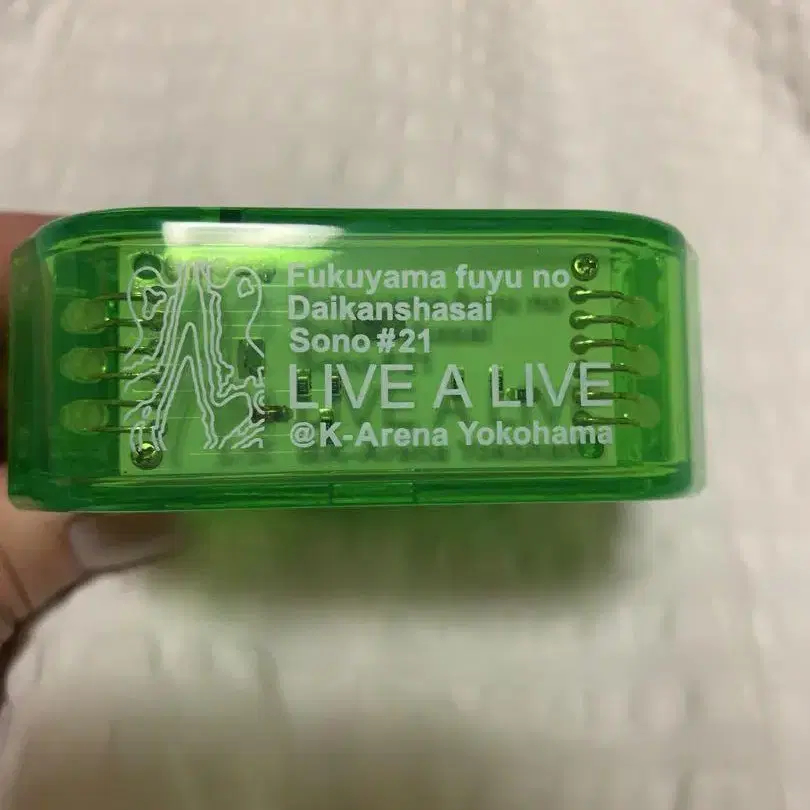 Fukuyama fuyu no
Daikanshasai
Sono #21
LIVE A LIVE
@K-Arena Yokohama